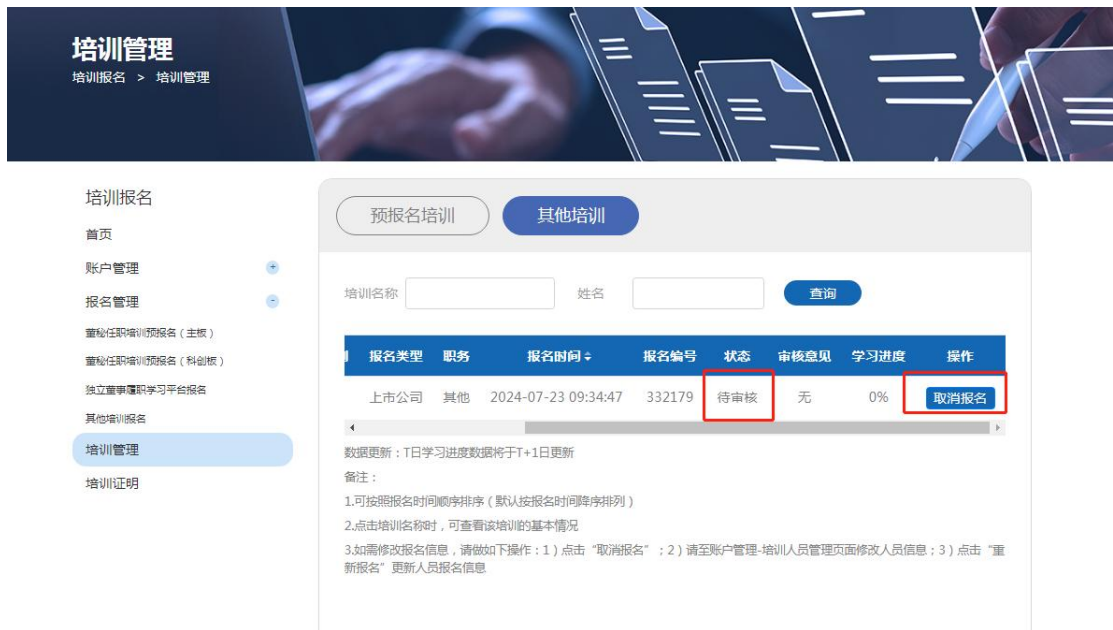 培训管理
培训报名 > 培训管理
培训报名
首页
账户管理
报名管理
董秘任职培训预报名（主板）
董秘任职培训预报名（科创板）
独立董事履职学习平台报名
其他培训报名
培训管理
培训证明
预报名培训 其他培训
培训名称 姓名 查询
报名类型 职务 报名时间 报名编号 状态 审核意见 学习进度 操作
上市公司 其他 2024-07-23 09:34:47 332179 待审核 无 0% 取消报名
数据更新：T日学习进度数据将于T+1日更新
备注：
1.可按照报名时间顺序排序（默认按报名时间降序排列）
2.点击培训名称时，可查看该培训的基本情况
3.如需修改报名信息，请做如下操作：1）点击“取消报名”；2）请至账户管理-培训人员管理页面修改人员信息；3）点击“重
新报名”更新人员报名信息